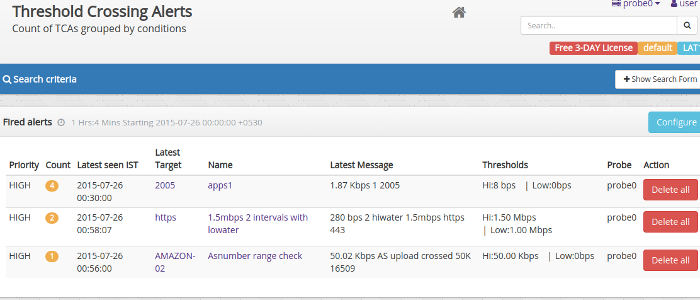 probe0 user
Threshold Crossing Alerts
Count of TCAs grouped by conditions
Search..
Free 3-DAY License default LAT
Search criteria
Show Search Form
Fired alerts 1 Hrs:4 Mins Starting 2015-07-26 00:00:00 +0530
Configure
Priority Count Latest seen IST Latest Target Name Latest Message Thresholds Probe Action
HIGH 4 2015-07-26 2005 apps1 1.87 Kbps 1 2005 Hi:8 bps | Low:0bps probe0 Delete all
00:30:00
HIGH 2 2015-07-26 https 1.5mbps 2 intervals with 280 bps 2 hiwater 1.5mbps https Hi:1.50 Mbps probe0 Delete all
00:58:07 lowater 443 | Low:1.00 Mbps
HIGH 1 2015-07-26 AMAZON- Asnumber range check 50.02 Kbps AS upload crossed 50K Hi:50.00 Kbps | Low:0bps probe0 Delete all
00:56:00 02 16509